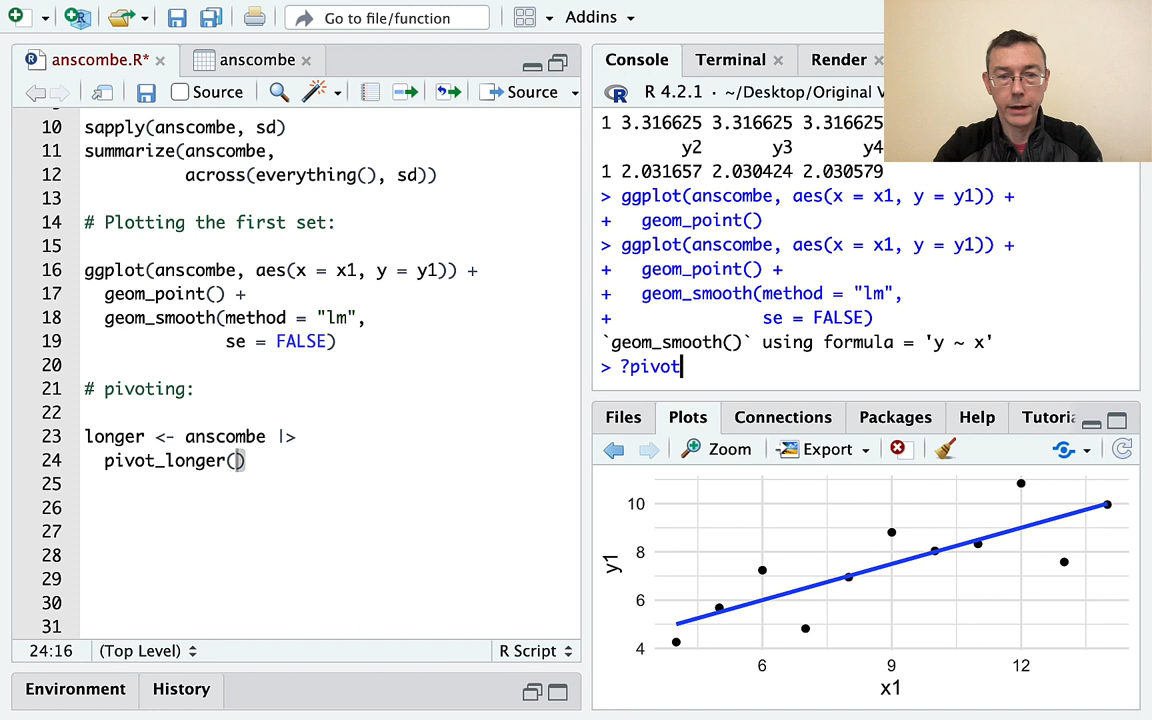 Go to file/function
Addins
anscombe.R*
anscombe
Source
Source
10 sapply(anscombe, sd)
11 summarize(anscombe,
12 across(everything(), sd))
13
14 # Plotting the first set:
15
16 ggplot(anscombe, aes(x = x1, y = y1)) +
17 geom_point() +
18 geom_smooth(method = "lm",
19 se = FALSE)
20
21 # pivoting:
22
23 longer <- anscombe |>
24 pivot_longer()
25
26
27
28
29
30
31
24:16 (Top Level) R Script
Environment History
Console Terminal Render
R 4.2.1 · ~/Desktop/Original V
1 3.316625 3.316625 3.316625
y2 y3 y4
1 2.031657 2.030424 2.030579
> ggplot(anscombe, aes(x = x1, y = y1)) +
+ geom_point()
> ggplot(anscombe, aes(x = x1, y = y1)) +
+ geom_point() +
+ geom_smooth(method = "lm",
+ se = FALSE)
`geom_smooth()` using formula = 'y ~ x'
> ?pivot
Files Plots Connections Packages Help Tutoria
Zoom Export
10
8
6
4
y1
6 9 12
x1